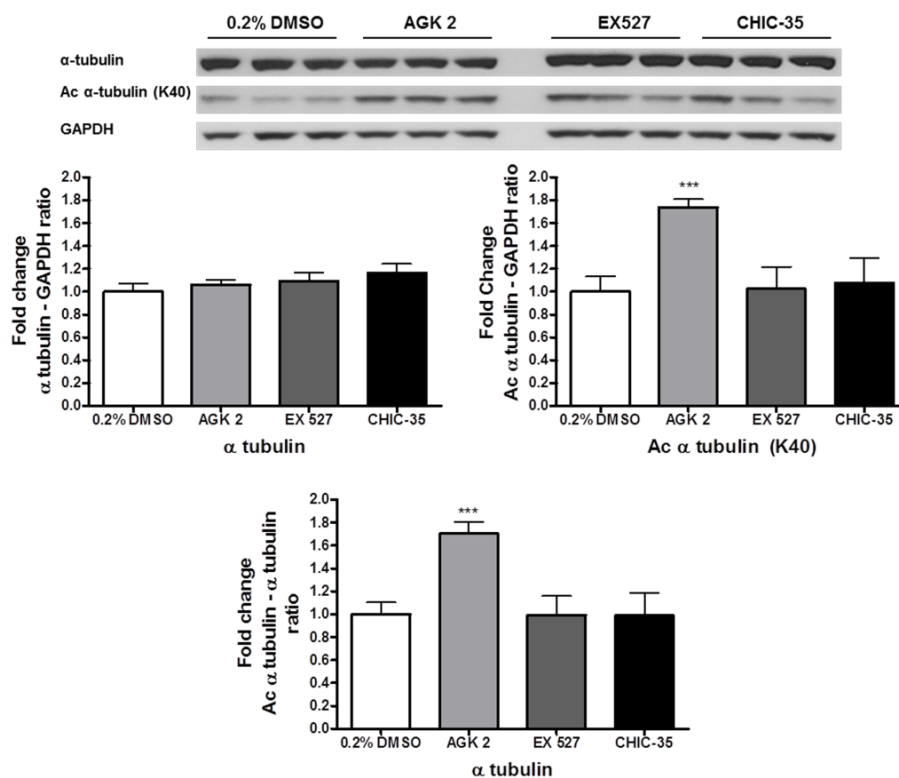 0.2% DMSO AGK 2 EX527 CHIC-35
α-tubulin
Ac α-tubulin (K40)
GAPDH
Fold change
α tubulin - GAPDH ratio
2.0
1.8
1.6
1.4
1.2
1.0
0.8
0.6
0.4
0.2
0.0
0.2% DMSO AGK 2 EX 527 CHIC-35
α tubulin
Fold Change
Ac α tubulin - GAPDH ratio
2.0
1.8
1.6
1.4
1.2
1.0
0.8
0.6
0.4
0.2
0.0
***
0.2% DMSO AGK 2 EX 527 CHIC-35
Ac α tubulin (K40)
Fold change
Ac α tubulin - α tubulin
ratio
2.0
1.8
1.6
1.4
1.2
1.0
0.8
0.6
0.4
0.2
0.0
***
0.2% DMSO AGK 2 EX 527 CHIC-35
α tubulin